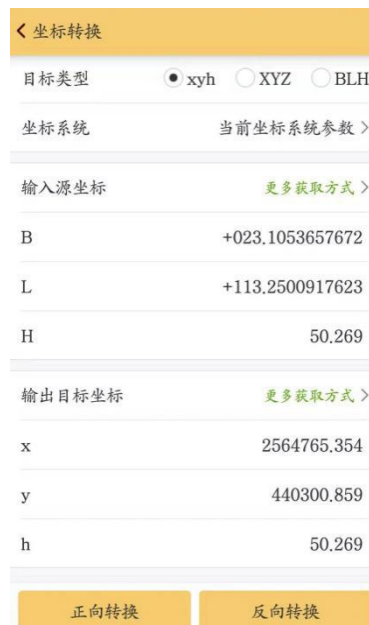 坐标转换
目标类型 xyh XYZ BLH
坐标系统 当前坐标系统参数
输入源坐标 更多获取方式
B +023.1053657672
L +113.2500917623
H 50.269
输出目标坐标 更多获取方式
x 2564765.354
y 440300.859
h 50.269
正向转换 反向转换